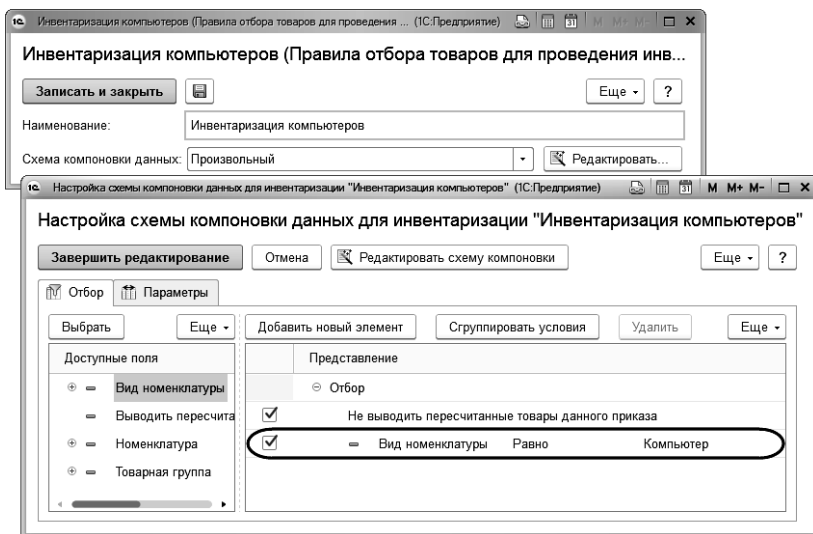 Инвентаризация компьютеров (Правила отбора товаров для проведения ... (1С:Предприятие) 31 M M+ M-
Инвентаризация компьютеров (Правила отбора товаров для проведения инв...
Записать и закрыть Еще ?
Наименование: Инвентаризация компьютеров
Схема компоновки данных: Произвольный Редактировать...
Настройка схемы компоновки данных для инвентаризации "Инвентаризация компьютеров" (1С:Предприятие) 31 M M+ M-
Настройка схемы компоновки данных для инвентаризации "Инвентаризация компьютеров"
Завершить редактирование Отмена Редактировать схему компоновки Еще ?
Отбор Параметры
Выбрать Еще Добавить новый элемент Сгруппировать условия Удалить Еще
Доступные поля Представление
Вид номенклатуры Отбор
Выводить пересчита Не выводить пересчитанные товары данного приказа
Номенклатура Вид номенклатуры Равно Компьютер
Товарная группа